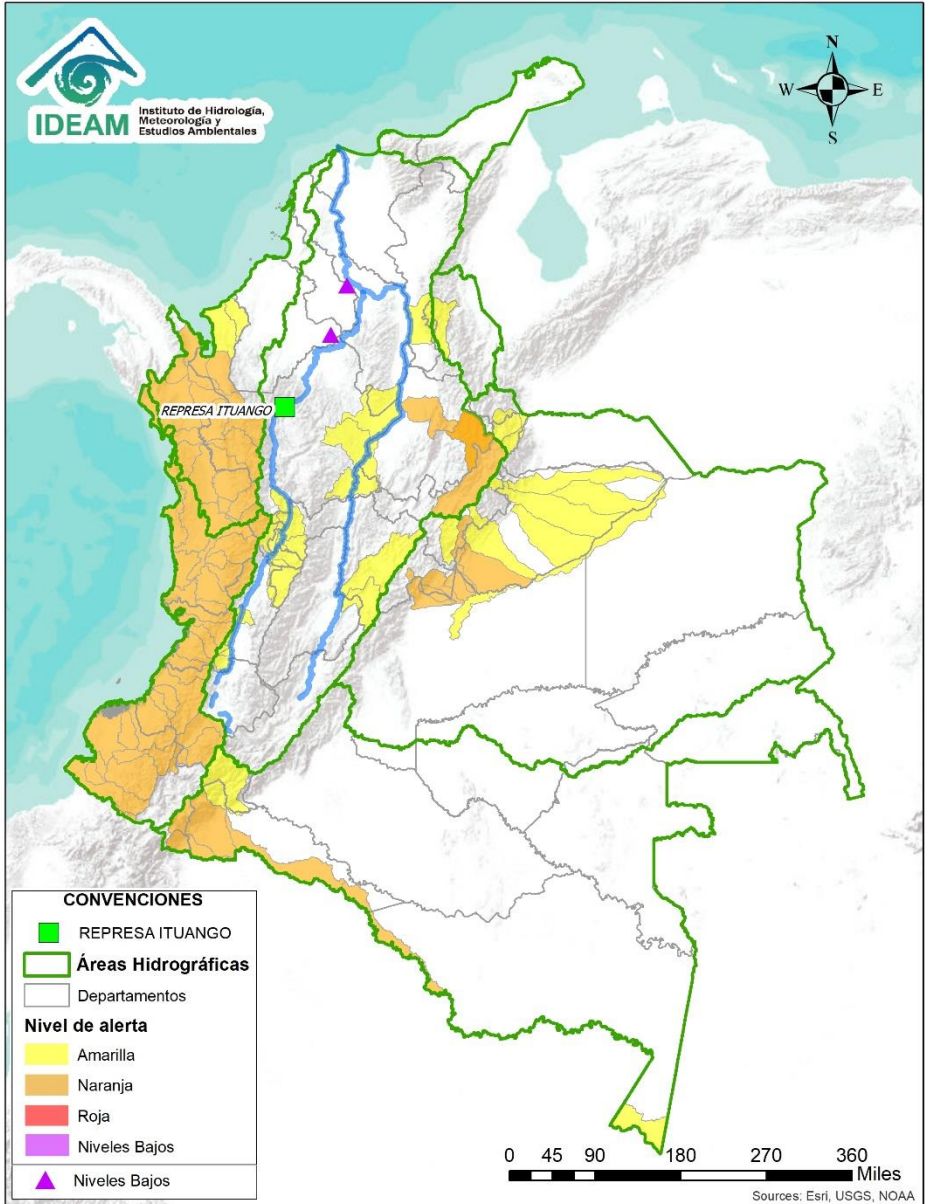 IDEAM
Instituto de Hidrología,
Meteorología y
Estudios Ambientales
N
W
E
S
REPRESA ITUANGO
CONVENCIONES
REPRESA ITUANGO
Áreas Hidrográficas
Departamentos
Nivel de alerta
Amarilla
Naranja
Roja
Niveles Bajos
Niveles Bajos
0 45 90 180 270 360
Miles
Sources: Esri, USGS, NOAA